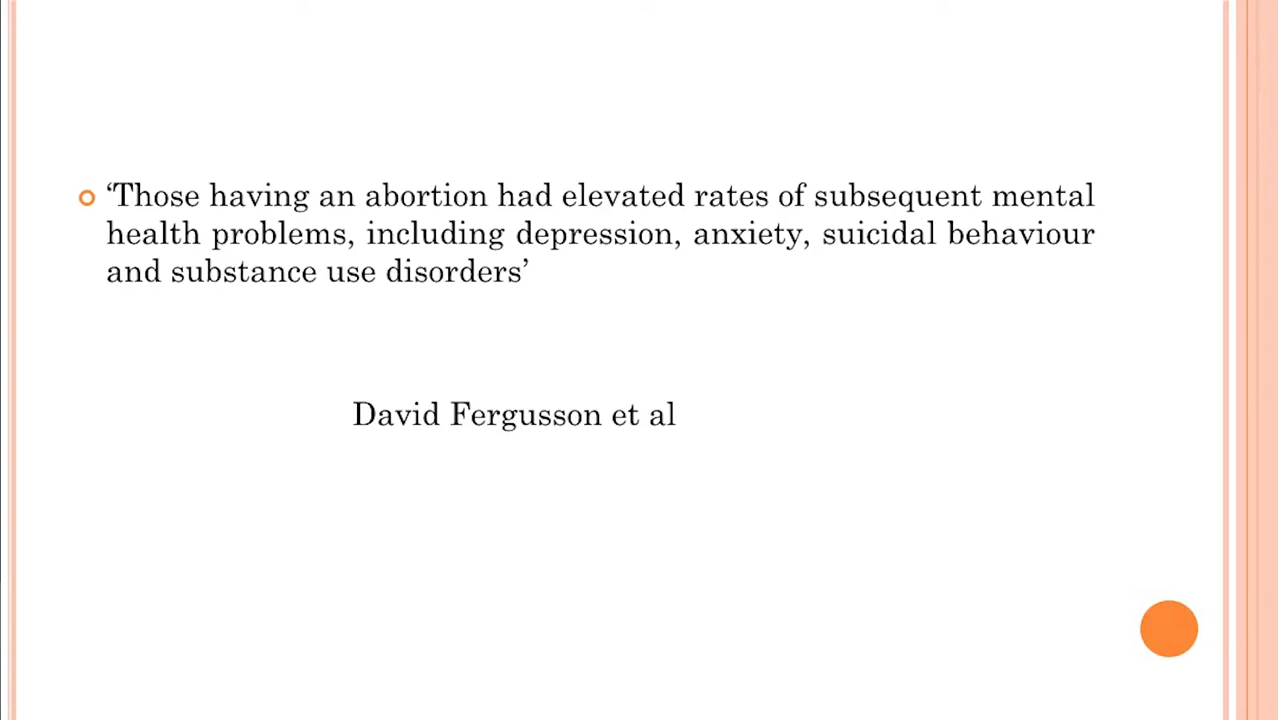 ‘Those having an abortion had elevated rates of subsequent mental
health problems, including depression, anxiety, suicidal behaviour
and substance use disorders’
David Fergusson et al